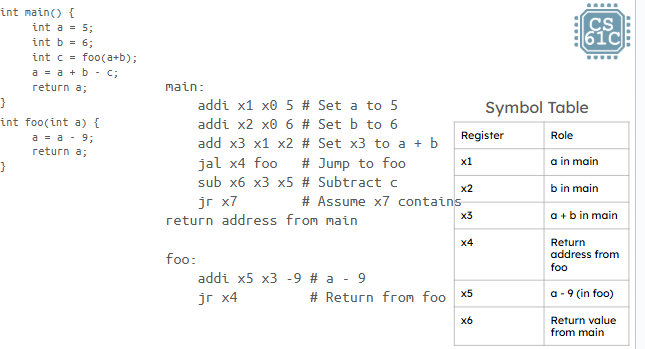 int main() {
int a = 5;
int b = 6;
int c = foo(a+b);
a = a + b - c;
return a;
}
int foo(int a) {
a = a - 9;
return a;
}
main:
addi x1 x0 5 # Set a to 5
addi x2 x0 6 # Set b to 6
add x3 x1 x2 # Set x3 to a + b
jal x4 foo # Jump to foo
sub x6 x3 x5 # Subtract c
jr x7 # Assume x7 contains
return address from main
foo:
addi x5 x3 -9 # a - 9
jr x4 # Return from foo
CS
61C
Symbol Table
Register Role
x1 a in main
x2 b in main
x3 a + b in main
x4 Return
address from
foo
x5 a - 9 (in foo)
x6 Return value
from main